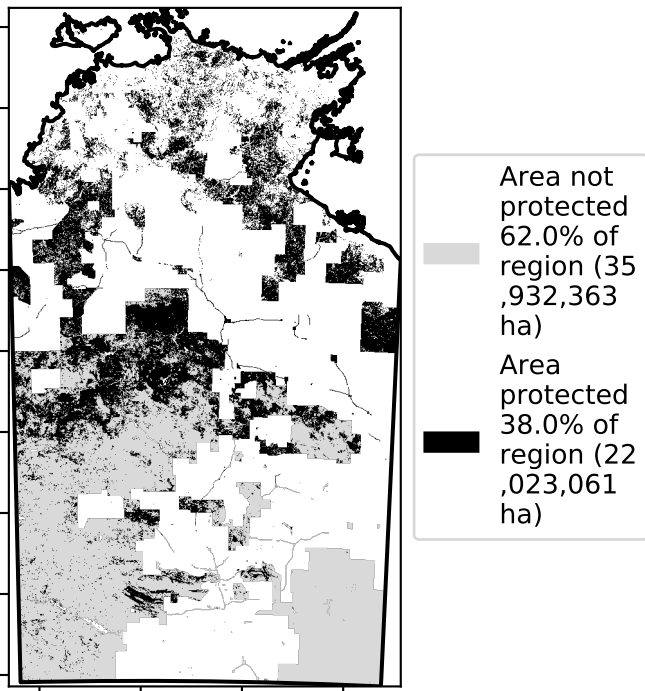 Area not
protected
62.0% of
region (35
,932,363
ha)
Area
protected
38.0% of
region (22
,023,061
ha)